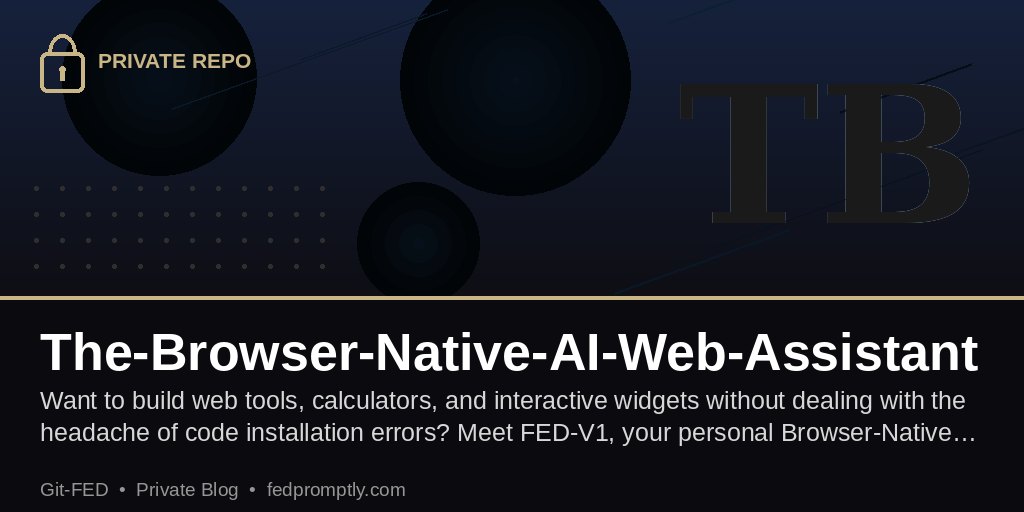 PRIVATE REPO
TB
The-Browser-Native-AI-Web-Assistant
Want to build web tools, calculators, and interactive widgets without dealing with the
headache of code installation errors? Meet FED-V1, your personal Browser-Native…
Git-FED • Private Blog • fedpromptly.com